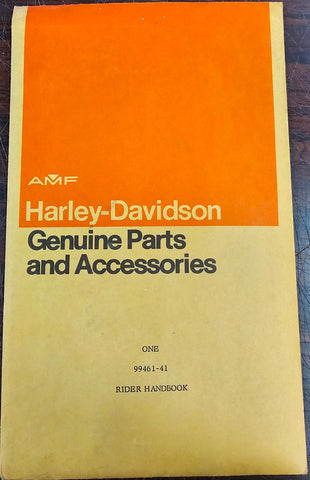 AMF
Harley-Davidson
Genuine Parts
and Accessories
ONE
99461-41
RIDER HANDBOOK